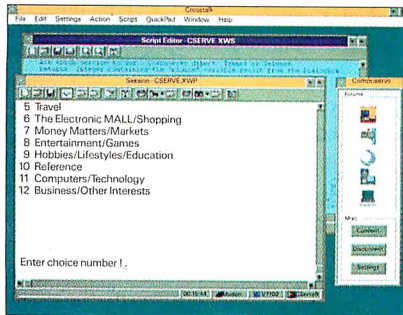 Crosstalk
File Edit Settings Action Script QuickPad Window Help
Script Editor - CSERVE.XWS
Session - CSERVE.XWP
5 Travel
6 The Electronic MALL/Shopping
7 Money Matters/Markets
8 Entertainment/Games
9 Hobbies/Lifestyles/Education
10 Reference
11 Computers/Technology
12 Business/Other Interests
Enter choice number !
CompuServe
Forums
Misc
Disconnect
Settings